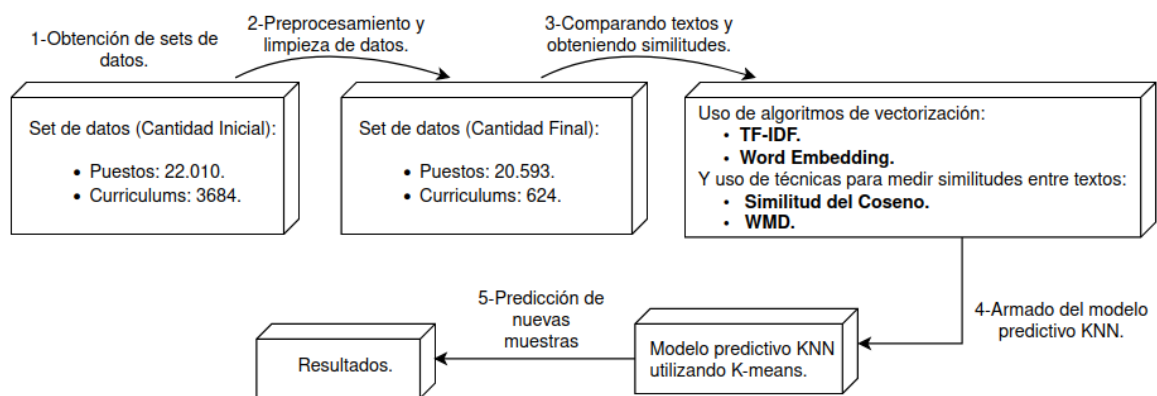 1-Obtención de sets de
datos.
2-Preprocesamiento y
limpieza de datos.
3-Comparando textos y
obteniendo similitudes.
Set de datos (Cantidad Inicial):
• Puestos: 22.010.
• Curriculums: 3684.
Set de datos (Cantidad Final):
• Puestos: 20.593.
• Curriculums: 624.
Uso de algoritmos de vectorización:
• TF-IDF.
• Word Embedding.
Y uso de técnicas para medir similitudes entre textos:
• Similitud del Coseno.
• WMD.
4-Armado del modelo
predictivo KNN.
Modelo predictivo KNN
utilizando K-means.
5-Predicción de
nuevas
muestras
Resultados.